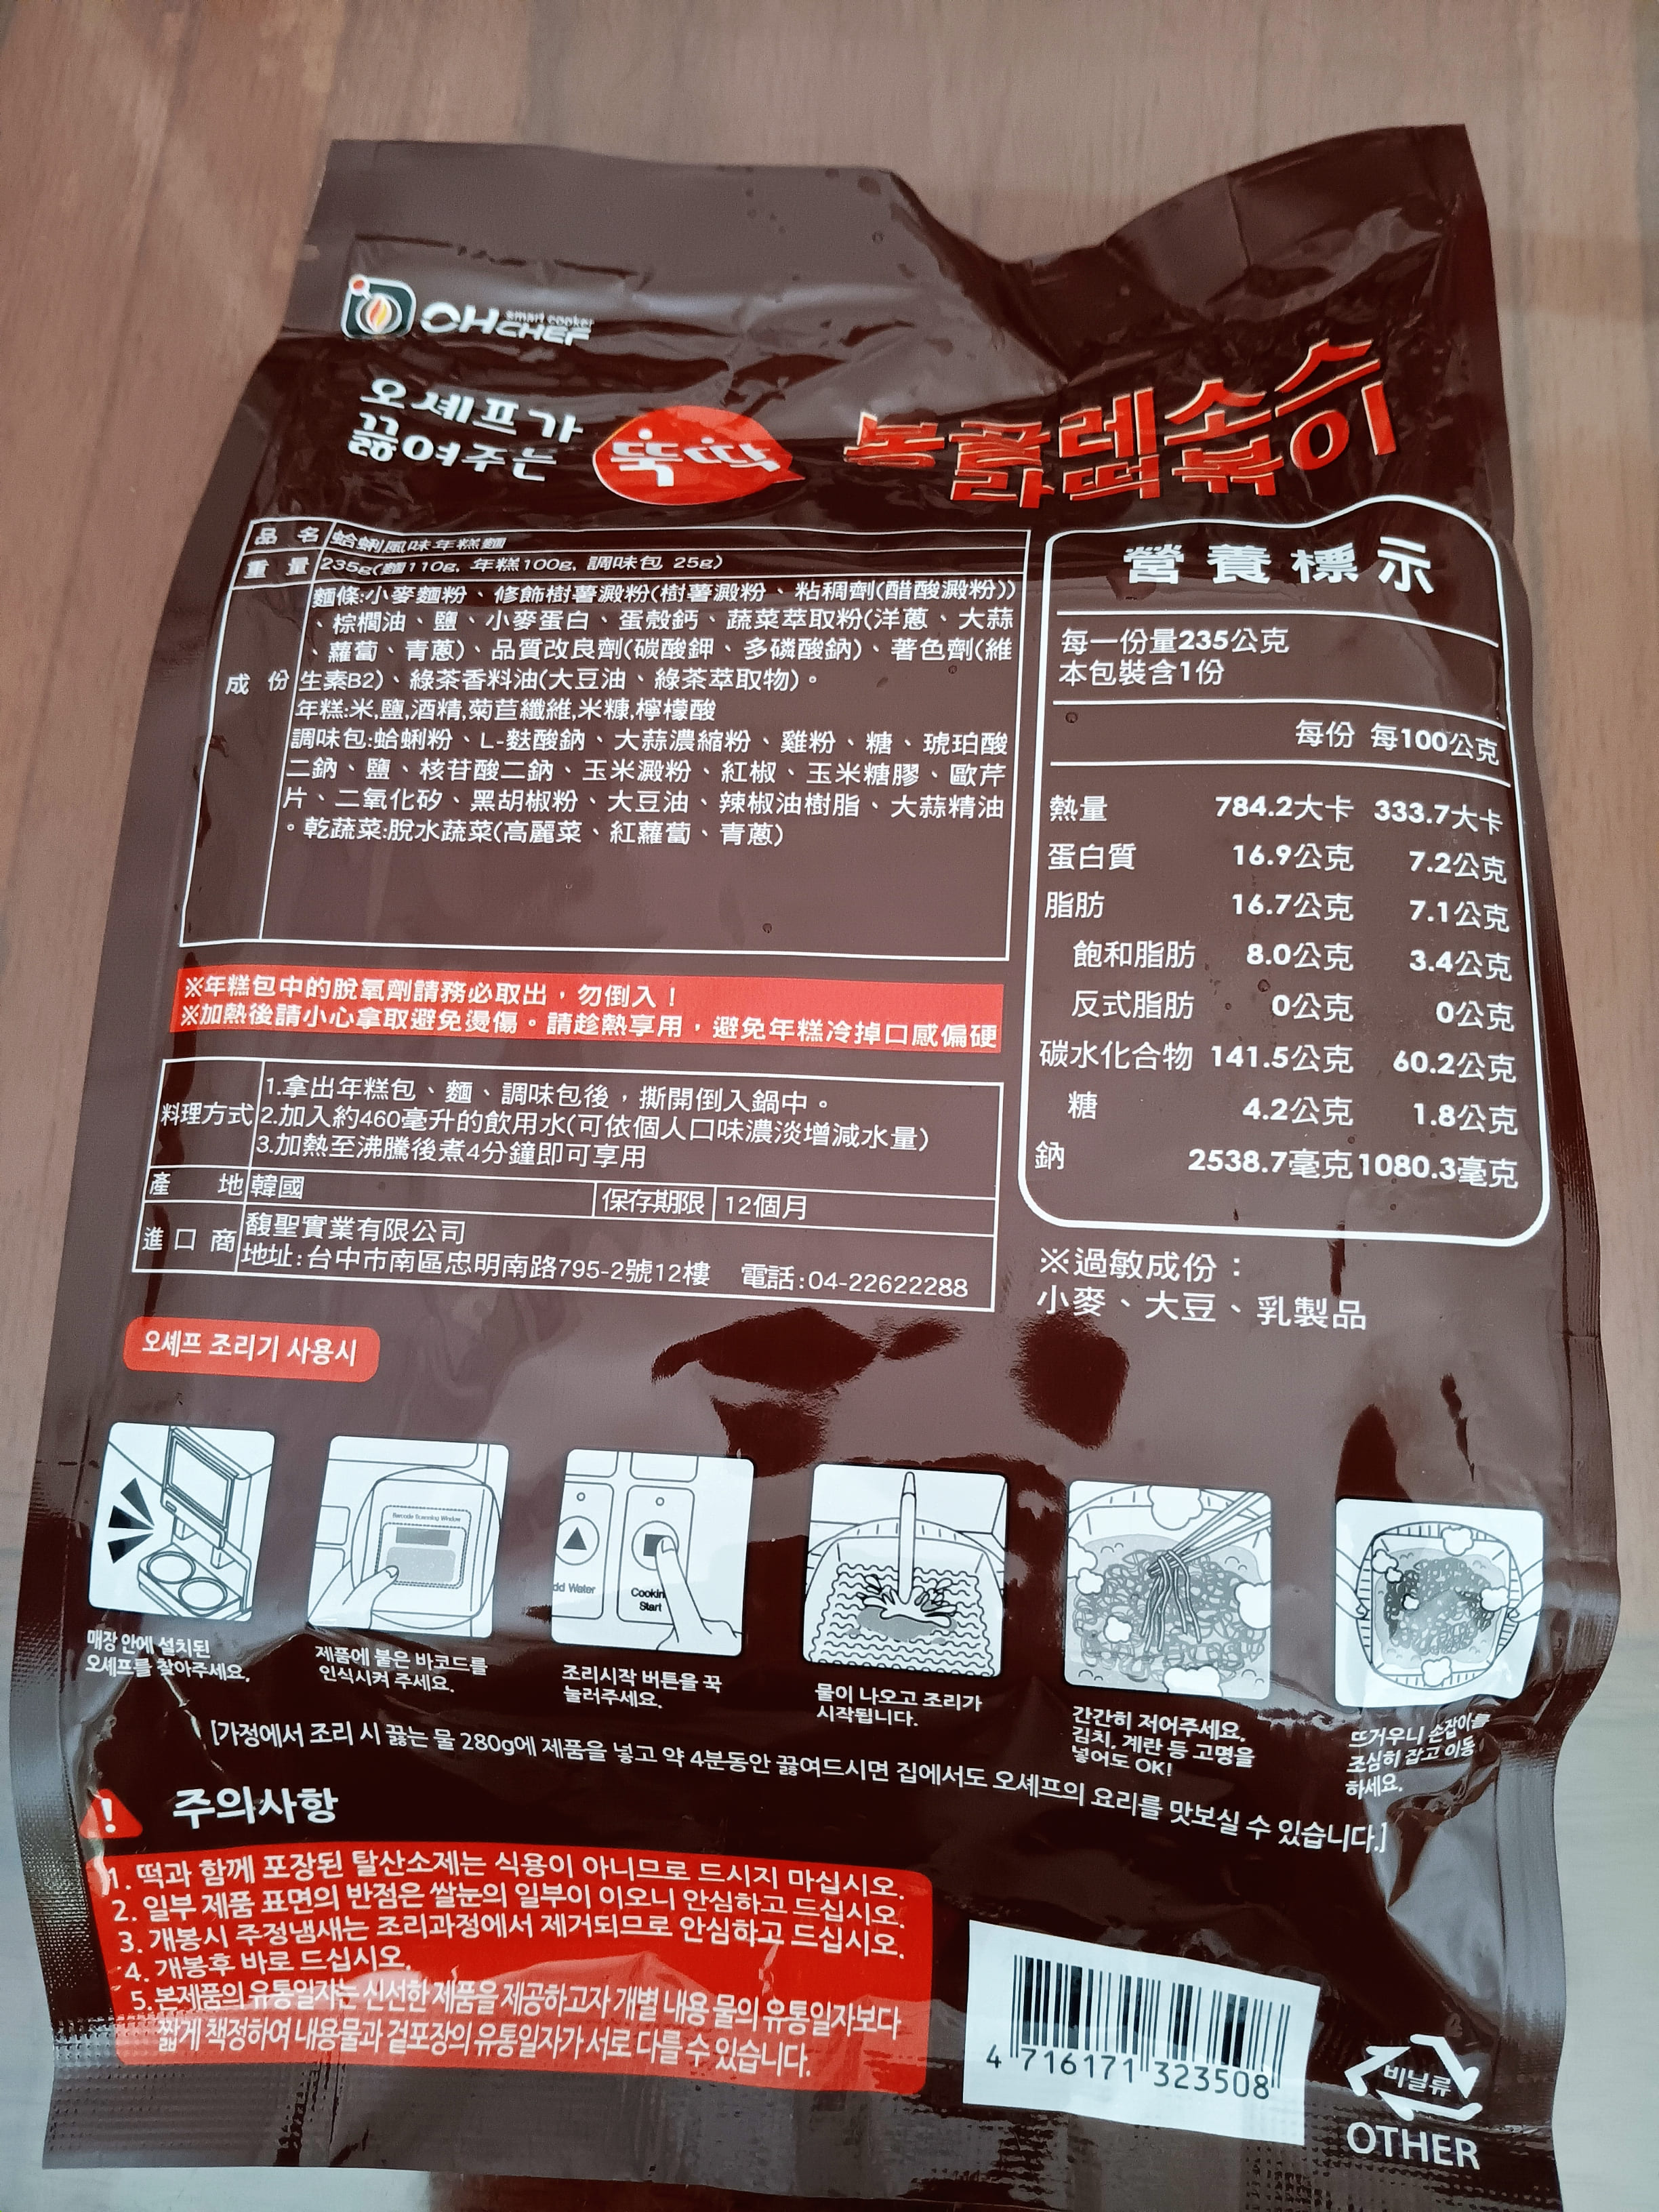 OH smart cooker
CHEF
오셰프가
끓여주는
뚝딱
봉골레소스
라떡볶이
品名 蛤蜊風味年糕麵
重量 235g(麵110g, 年糕100g, 調味包 25g)
成份 麵條:小麥麵粉、修飾樹薯澱粉(樹薯澱粉、粘稠劑(醋酸澱粉))
、棕櫚油、鹽、小麥蛋白、蛋殼鈣、蔬菜萃取粉(洋蔥、大蒜
、蘿蔔、青蔥)、品質改良劑(碳酸鉀、多磷酸鈉)、著色劑(維
生素B2)、綠茶香料油(大豆油、綠茶萃取物)。
年糕:米,鹽,酒精,菊苣纖維,米糠,檸檬酸
調味包:蛤蜊粉、L-麩酸鈉、大蒜濃縮粉、雞粉、糖、琥珀酸
二鈉、鹽、核苷酸二鈉、玉米澱粉、紅椒、玉米糖膠、歐芹
片、二氧化矽、黑胡椒粉、大豆油、辣椒油樹脂、大蒜精油
。乾蔬菜:脫水蔬菜(高麗菜、紅蘿蔔、青蔥)
※年糕包中的脫氧劑請務必取出，勿倒入！
※加熱後請小心拿取避免燙傷。請趁熱享用，避免年糕冷掉口感偏硬
料理方式 1.拿出年糕包、麵、調味包後，撕開倒入鍋中。
2.加入約460毫升的飲用水(可依個人口味濃淡增減水量)
3.加熱至沸騰後煮4分鐘即可享用
產地 韓國 保存期限 12個月
進口商 馥聖實業有限公司
地址:台中市南區忠明南路795-2號12樓 電話:04-22622288
營養標示
每一份量235公克
本包裝含1份
每份 每100公克
熱量 784.2大卡 333.7大卡
蛋白質 16.9公克 7.2公克
脂肪 16.7公克 7.1公克
飽和脂肪 8.0公克 3.4公克
反式脂肪 0公克 0公克
碳水化合物 141.5公克 60.2公克
糖 4.2公克 1.8公克
鈉 2538.7毫克 1080.3毫克
※過敏成份：
小麥、大豆、乳製品
오셰프 조리기 사용시
Barcode Scanning Window
dd Water
Cookin
Start
매장 안에 설치된
오셰프를 찾아주세요.
제품에 붙은 바코드를
인식시켜 주세요.
조리시작 버튼을 꾹
눌러주세요.
물이 나오고 조리가
시작됩니다.
간간히 저어주세요.
김치, 계란 등 고명을
넣어도 OK!
뜨거우니 손잡이를
조심히 잡고 이동
하세요.
[가정에서 조리 시 끓는 물 280g에 제품을 넣고 약 4분동안 끓여드시면 집에서도 오셰프의 요리를 맛보실 수 있습니다.]
! 주의사항
1. 떡과 함께 포장된 탈산소제는 식용이 아니므로 드시지 마십시오.
2. 일부 제품 표면의 반점은 쌀눈의 일부이 이오니 안심하고 드십시오.
3. 개봉시 주정냄새는 조리과정에서 제거되므로 안심하고 드십시오.
4. 개봉후 바로 드십시오.
5. 본제품의 유통일자는 신선한 제품을 제공하고자 개별 내용 물의 유통일자보다
짧게 책정하여 내용물과 겉포장의 유통일자가 서로 다를 수 있습니다.
4 716171 323508
비닐류
OTHER